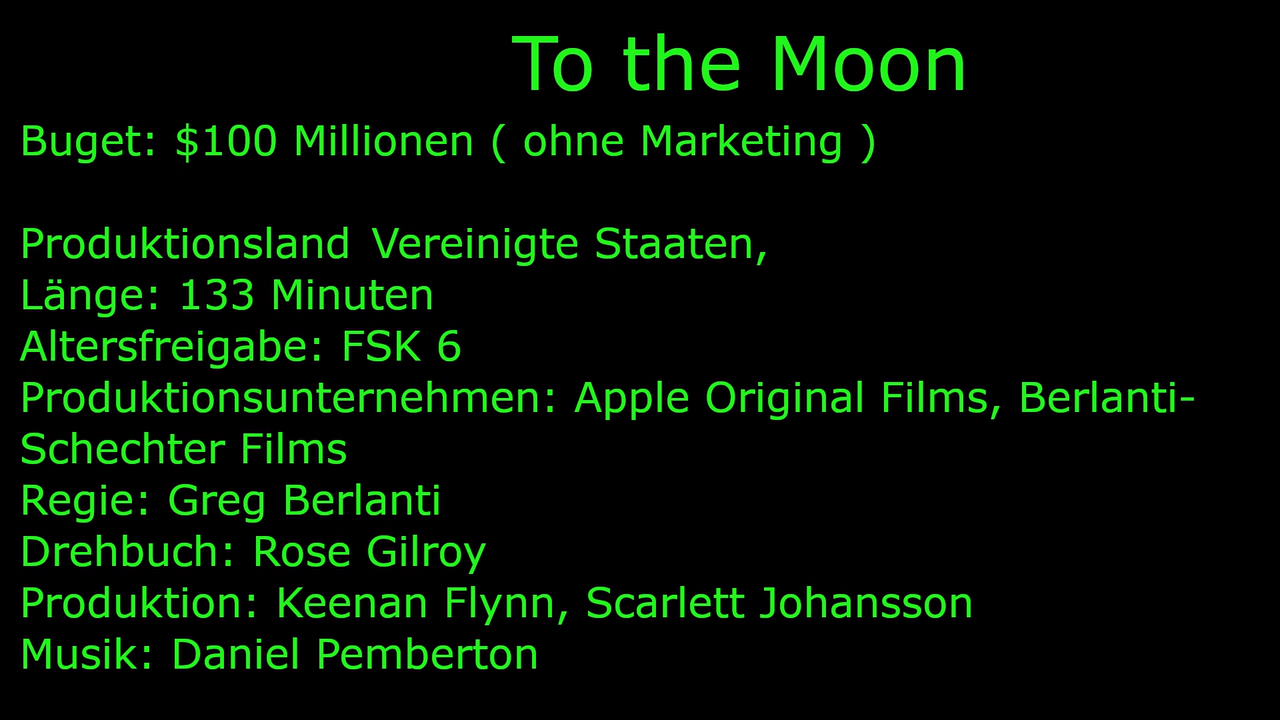 To the Moon
Buget: $100 Millionen ( ohne Marketing )
Produktionsland Vereinigte Staaten,
Länge: 133 Minuten
Altersfreigabe: FSK 6
Produktionsunternehmen: Apple Original Films, Berlanti-
Schechter Films
Regie: Greg Berlanti
Drehbuch: Rose Gilroy
Produktion: Keenan Flynn, Scarlett Johansson
Musik: Daniel Pemberton